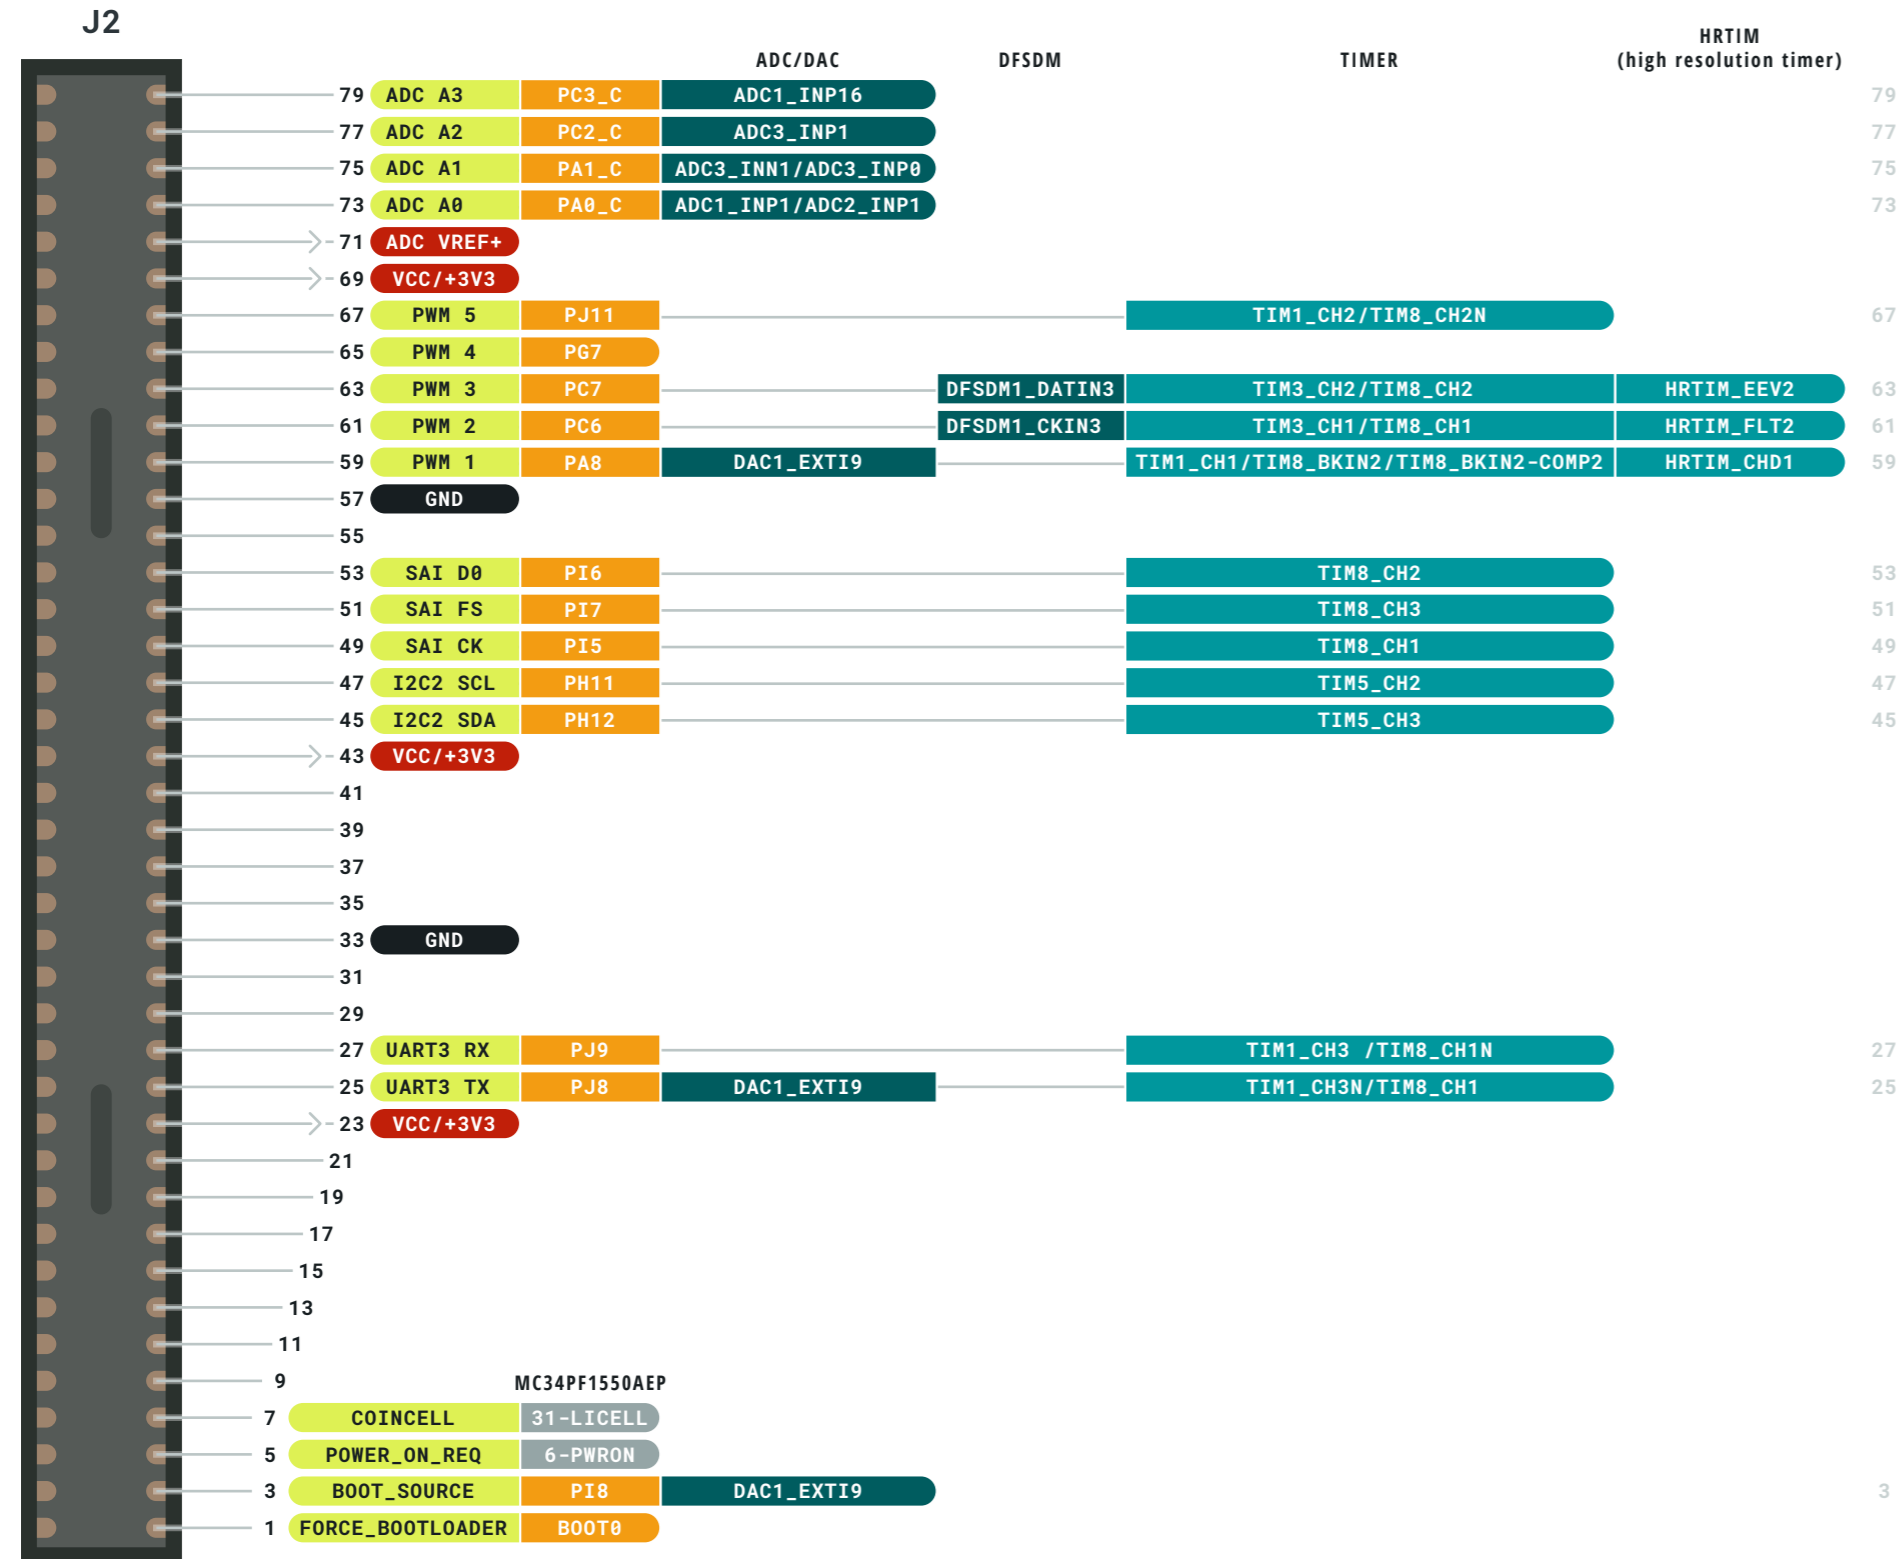 J2
ADC/DAC DFSDM TIMER HRTIM
(high resolution timer)
79 ADC A3 PC3_C ADC1_INP16 79
77 ADC A2 PC2_C ADC3_INP1 77
75 ADC A1 PA1_C ADC3_INN1/ADC3_INP0 75
73 ADC A0 PA0_C ADC1_INP1/ADC2_INP1 73
71 ADC VREF+
69 VCC/+3V3
67 PWM 5 PJ11 TIM1_CH2/TIM8_CH2N 67
65 PWM 4 PG7
63 PWM 3 PC7 DFSDM1_DATIN3 TIM3_CH2/TIM8_CH2 HRTIM_EEV2 63
61 PWM 2 PC6 DFSDM1_CKIN3 TIM3_CH1/TIM8_CH1 HRTIM_FLT2 61
59 PWM 1 PA8 DAC1_EXTI9 TIM1_CH1/TIM8_BKIN2/TIM8_BKIN2-COMP2 HRTIM_CHD1 59
57 GND
55
53 SAI D0 PI6 TIM8_CH2 53
51 SAI FS PI7 TIM8_CH3 51
49 SAI CK PI5 TIM8_CH1 49
47 I2C2 SCL PH11 TIM5_CH2 47
45 I2C2 SDA PH12 TIM5_CH3 45
43 VCC/+3V3
41
39
37
35
33 GND
31
29
27 UART3 RX PJ9 TIM1_CH3 /TIM8_CH1N 27
25 UART3 TX PJ8 DAC1_EXTI9 TIM1_CH3N/TIM8_CH1 25
23 VCC/+3V3
21
19
17
15
13
11
9 MC34PF1550AEP
7 COINCELL 31-LICELL
5 POWER_ON_REQ 6-PWRON
3 BOOT_SOURCE PI8 DAC1_EXTI9 3
1 FORCE_BOOTLOADER BOOT0